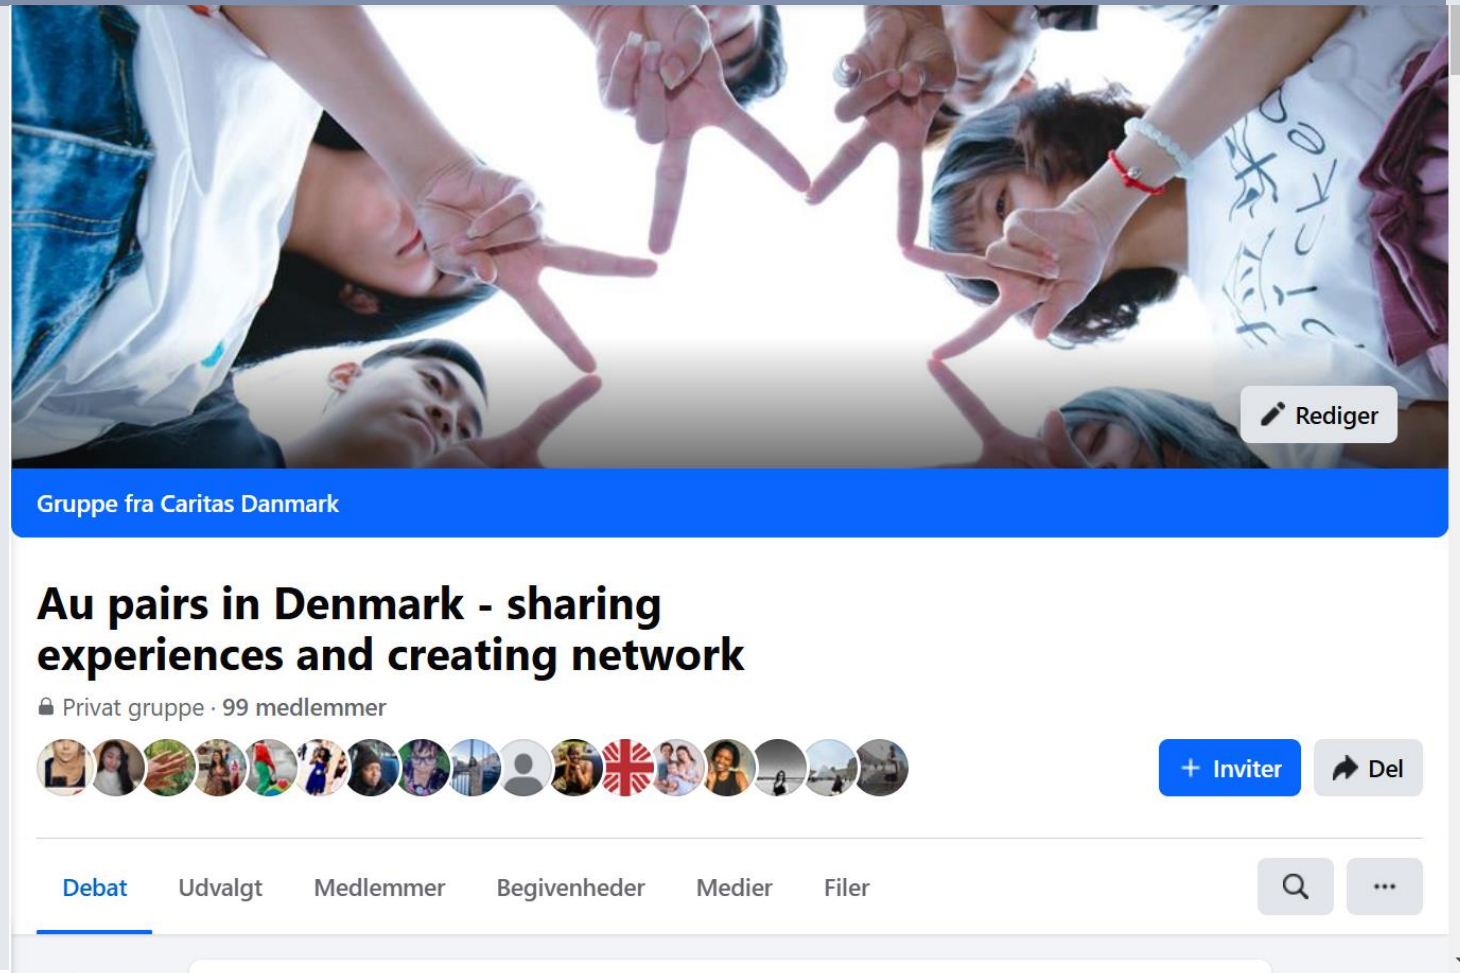 Rediger
Gruppe fra Caritas Danmark
Au pairs in Denmark - sharing
experiences and creating network
Privat gruppe · 99 medlemmer
+ Inviter
Del
Debat
Udvalgt
Medlemmer
Begivenheder
Medier
Filer